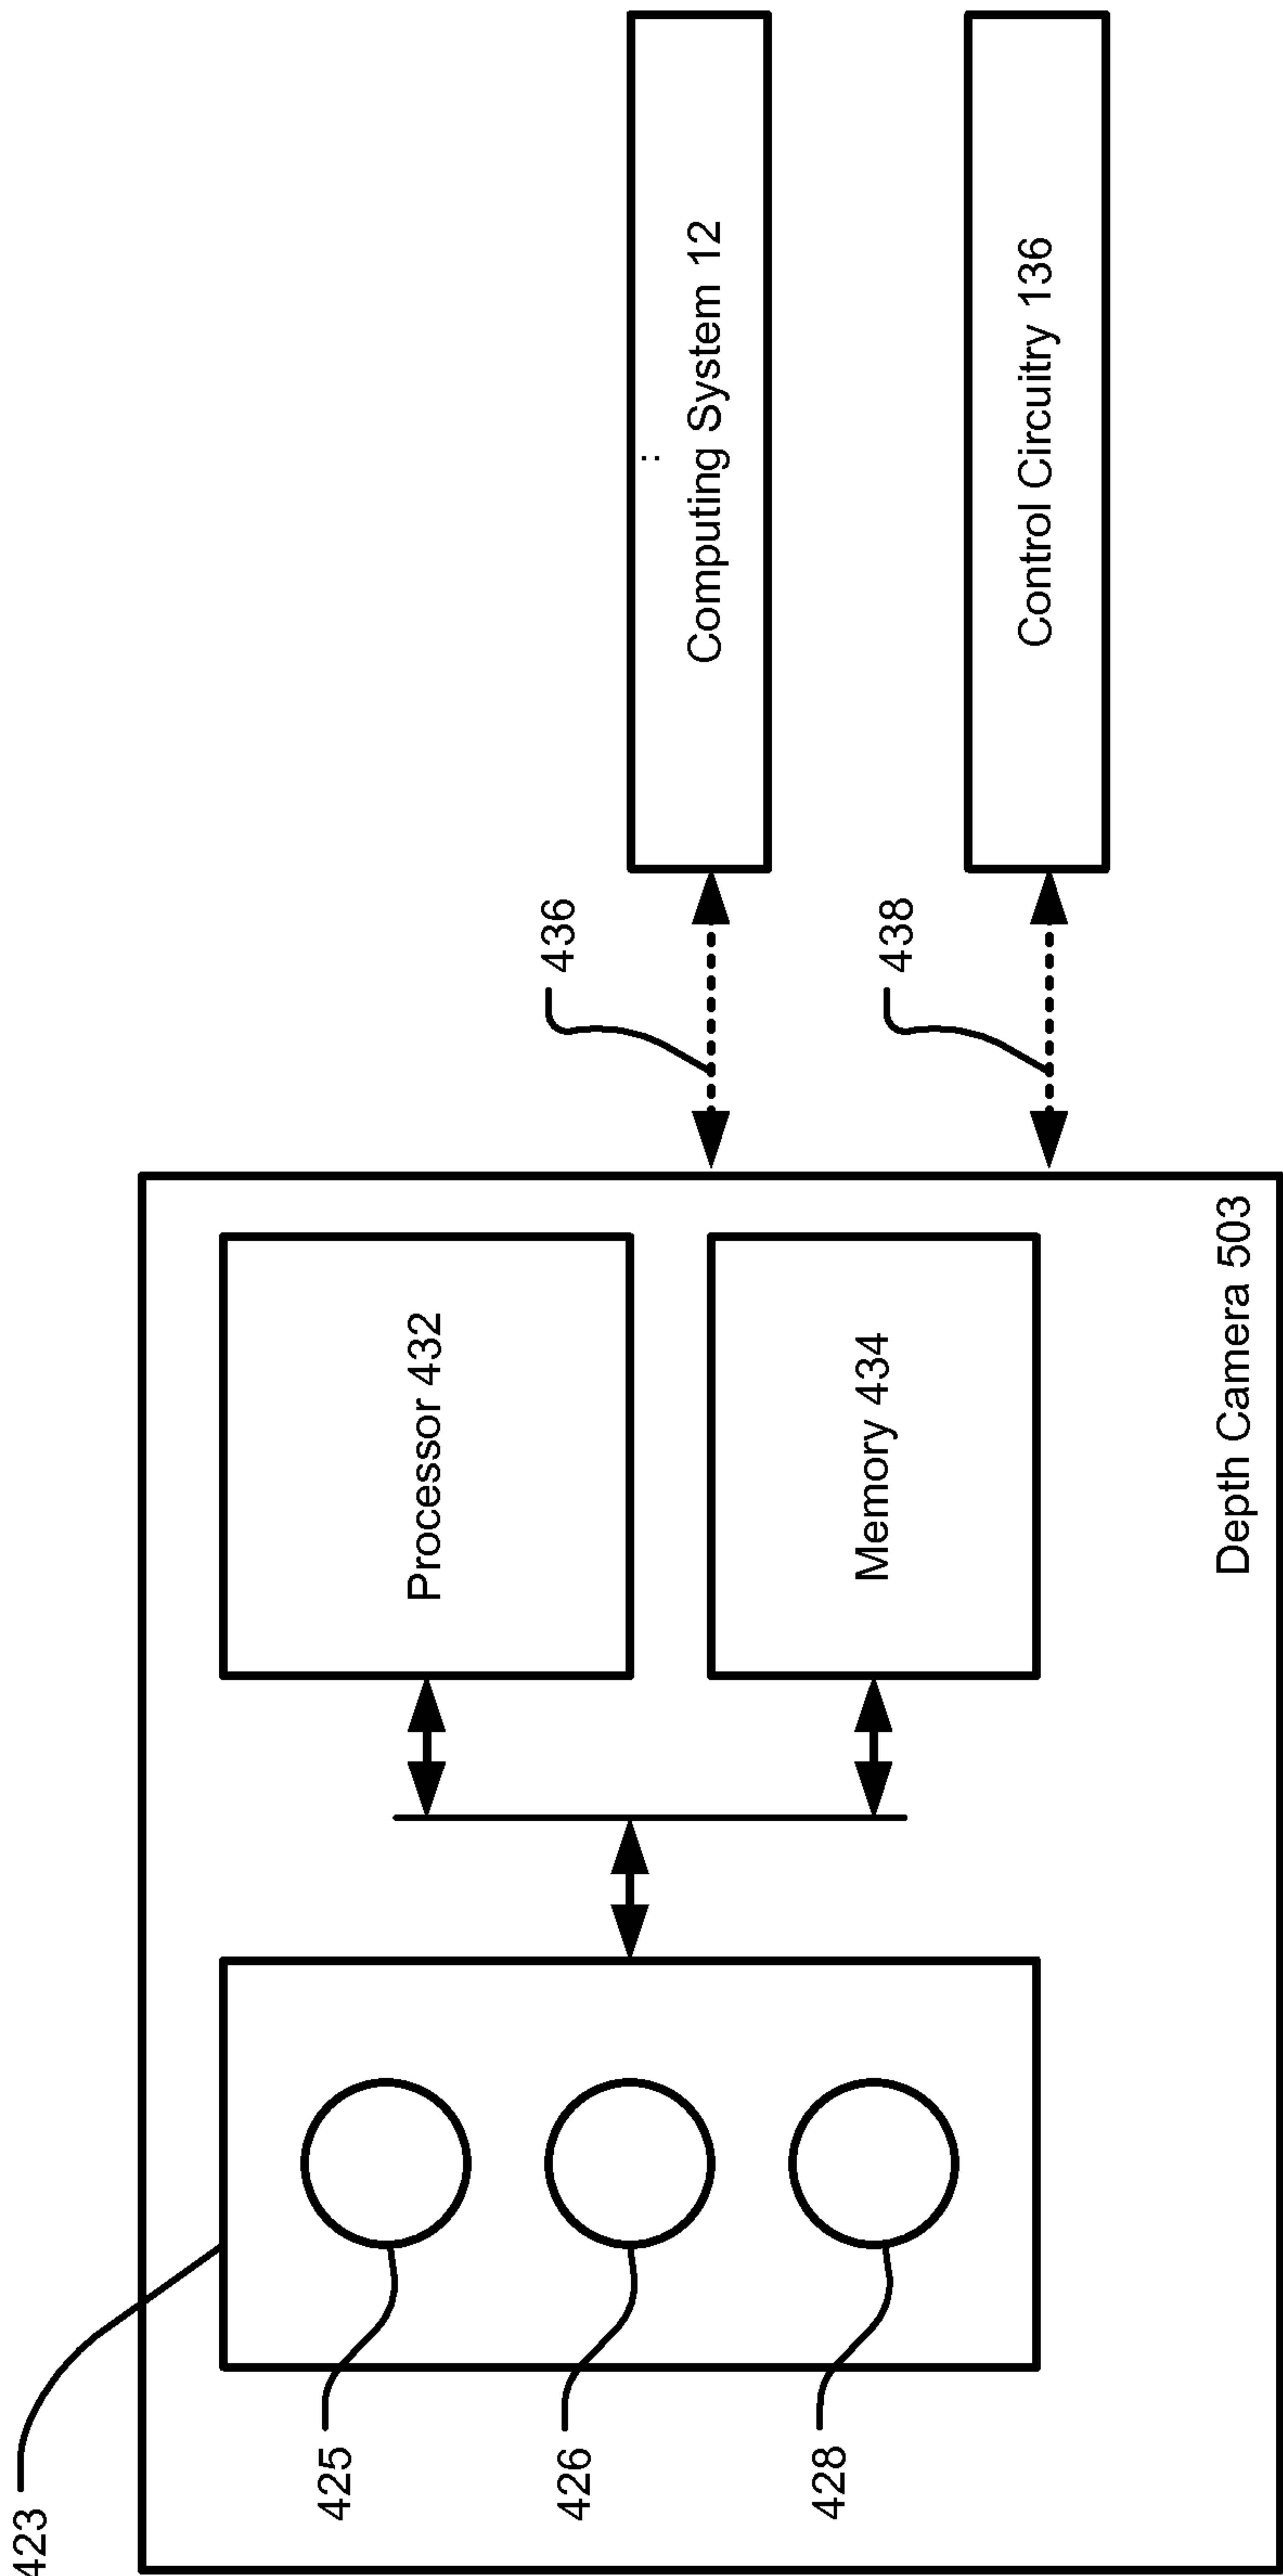 423
425
426
428
Processor 432
Memory 434
Depth Camera 503
436
438
Computing System 12
Control Circuitry 136